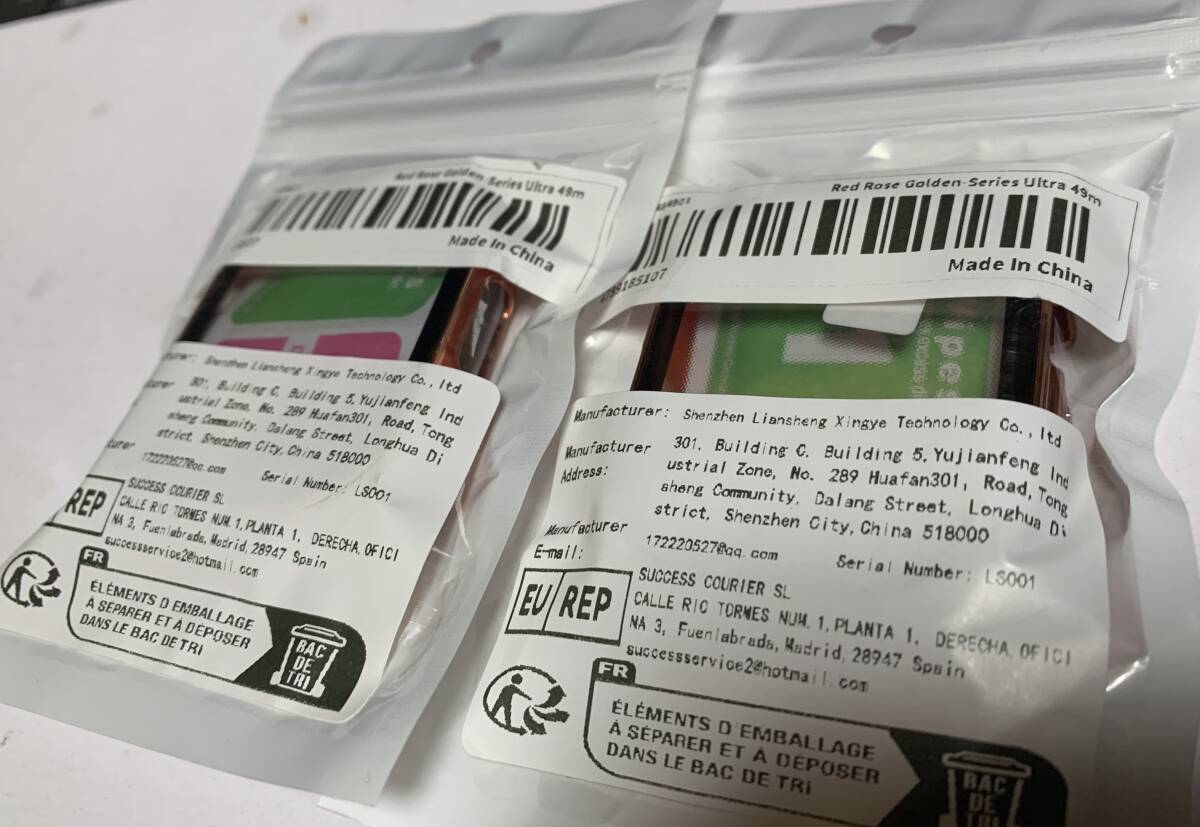 Red Rose Golden-Series Ultra 49m
Made In China
Shenzhen Liansheng Xingye Technology Co., ltd
301, Building C, Building 5, Yujianfeng Ind
ustrial Zone, No. 289 Huafan301, Road, Tong
sheng Community, Dalang Street, Longhua Di
strict, Shenzhen City, China 518000
172220527@qq.com Serial Number: LS001
REP
SUCCESS COURIER SL
CALLE RIO TORMES NUM. 1, PLANTA 1, DERECHA, OFICI
NA 3, Fuenlabrada, Madrid, 28947 Spain
successservice2@hotmail.com
FR
ÉLÉMENTS D'EMBALLAGE
À SÉPARER ET À DÉPOSER
DANS LE BAC DE TRI
BAC
DE
TRI
Red Rose Golden-Series Ultra 49m
Made In China
Manufacturer: Shenzhen Liansheng Xingye Technology Co., ltd
Manufacturer
Address:
301, Building C, Building 5, Yujianfeng Ind
ustrial Zone, No. 289 Huafan301, Road, Tong
sheng Community, Dalang Street, Longhua Di
strict, Shenzhen City, China 518000
Manufacturer
E-mail:
172220527@qq.com Serial Number: LS001
EU REP
SUCCESS COURIER SL
CALLE RIO TORMES NUM. 1, PLANTA 1, DERECHA, OFICI
NA 3, Fuenlabrada, Madrid, 28947 Spain
successservice2@hotmail.com
FR
ÉLÉMENTS D'EMBALLAGE
À SÉPARER ET À DÉPOSER
DANS LE BAC DE TRI
BAC
DE
TRI